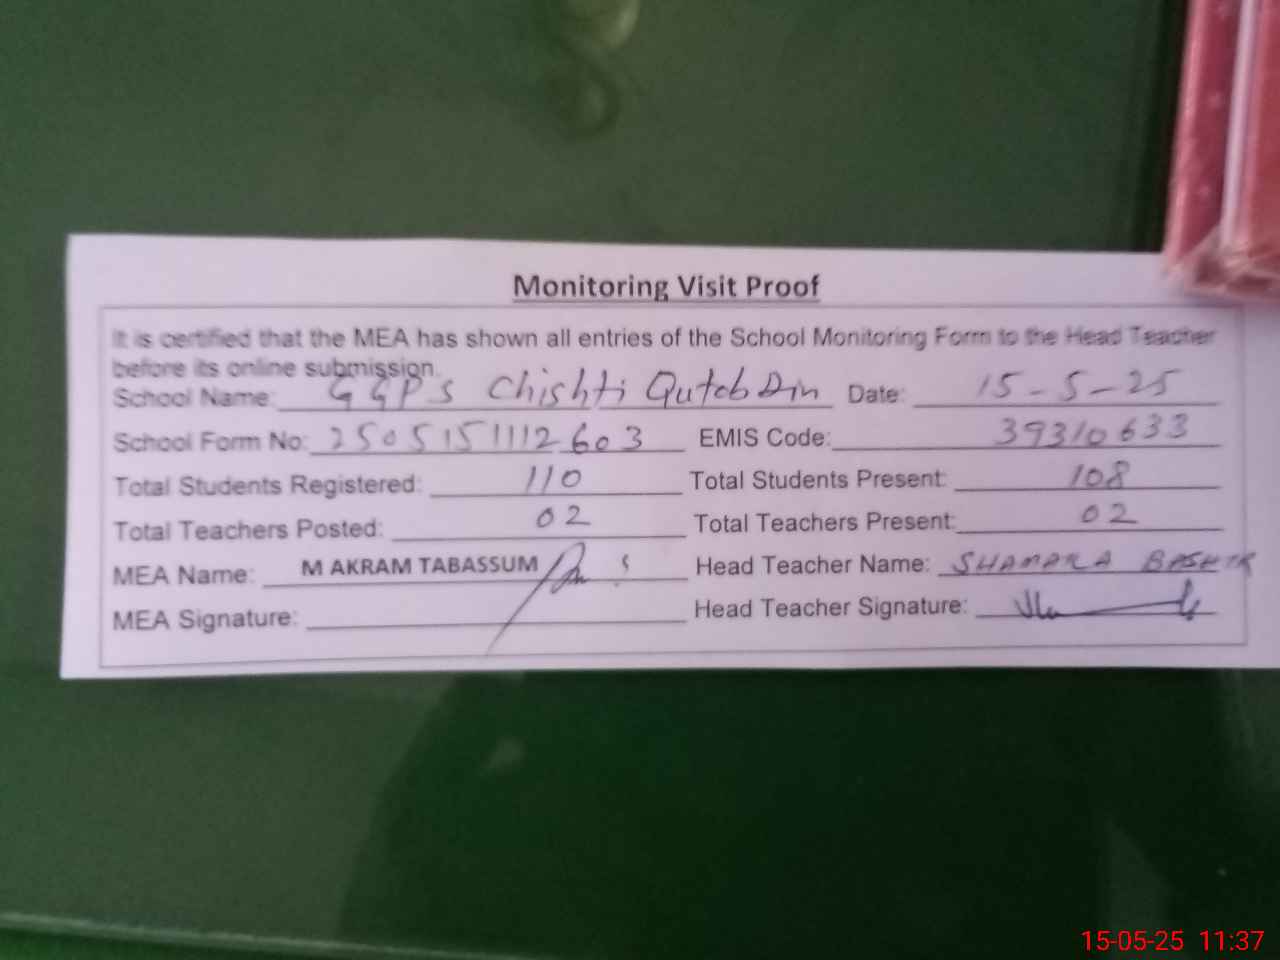 Monitoring Visit Proof
It is certified that the MEA has shown all entries of the School Monitoring Form to the Head Teacher
before its online submission.
School Name: GGPS Chishti Qutab Din Date: 15-5-25
School Form No: 2505151112603 EMIS Code: 39310633
Total Students Registered: 110 Total Students Present: 108
Total Teachers Posted: 02 Total Teachers Present: 02
MEA Name: M AKRAM TABASSUM Head Teacher Name: SHAMARA BASHIR
MEA Signature: Head Teacher Signature:
15-05-25 11:37